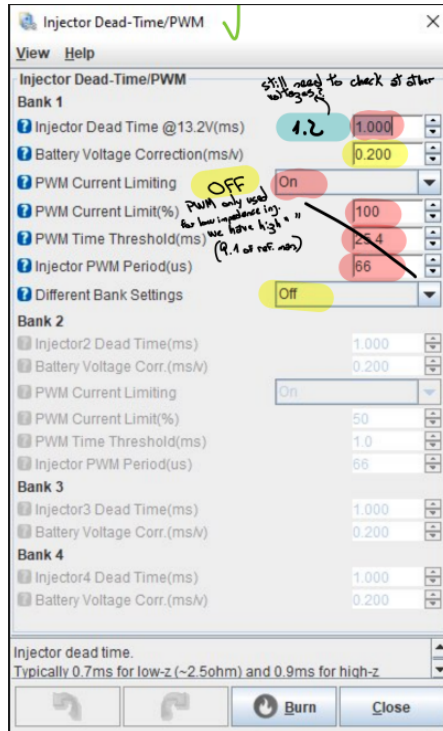 Injector Dead-Time/PWM
View Help
Injector Dead-Time/PWM
still need to check at other
voltages?
Bank 1
Injector Dead Time @13.2V(ms) 1.2 1.000
Battery Voltage Correction(ms/v) 0.200
PWM Current Limiting OFF On
PWM only used
for low impedence inj.
we have high " "
(9.1 of ref. man)
PWM Current Limit(%) 100
PWM Time Threshold(ms) 25.4
Injector PWM Period(us) 66
Different Bank Settings Off
Bank 2
Injector2 Dead Time(ms) 1.000
Battery Voltage Corr.(ms/v) 0.200
PWM Current Limiting On
PWM Current Limit(%) 50
PWM Time Threshold(ms) 1.0
Injector PWM Period(us) 66
Bank 3
Injector3 Dead Time(ms) 1.000
Battery Voltage Corr.(ms/v) 0.200
Bank 4
Injector4 Dead Time(ms) 1.000
Battery Voltage Corr.(ms/v) 0.200
Injector dead time.
Typically 0.7ms for low-z (~2.5ohm) and 0.9ms for high-z
Burn Close